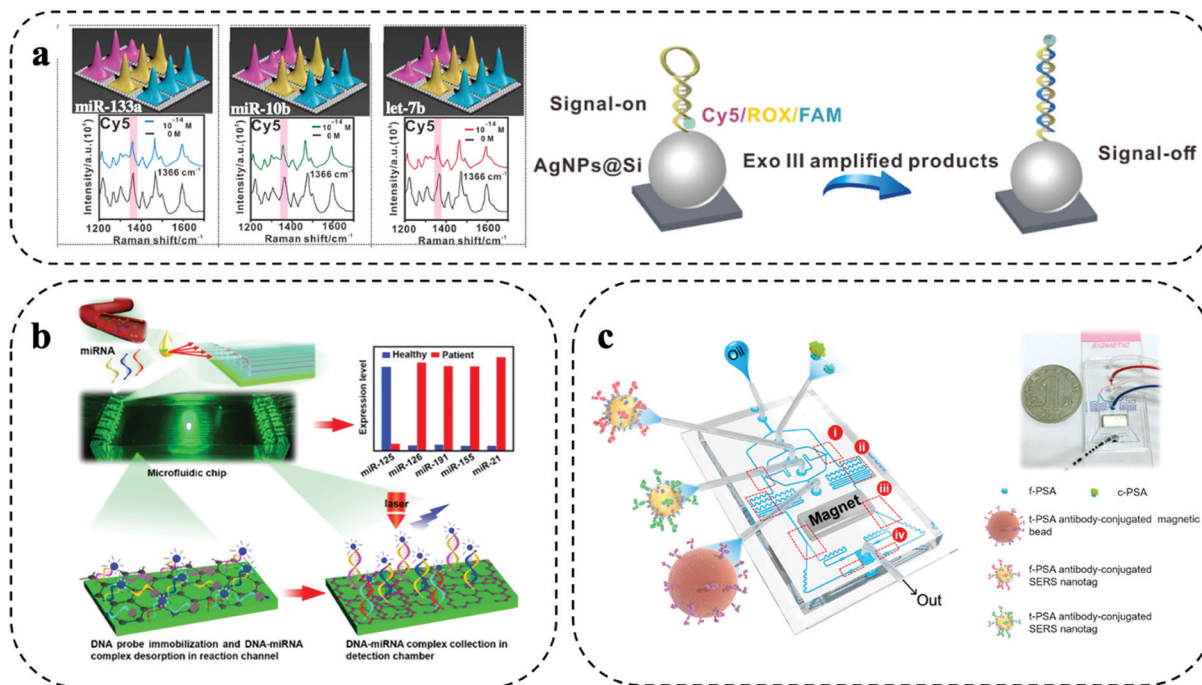 a
miR-133a
miR-10b
let-7b
Cy5
10⁻¹⁴ M
0 M
1366 cm⁻¹
Intensity/a.u.(10³)
1200 1400 1600
Raman shift/cm⁻¹
Cy5
10⁻¹⁴ M
0 M
1366 cm⁻¹
Intensity/a.u.(10³)
1200 1400 1600
Raman shift/cm⁻¹
Cy5
10⁻¹⁴ M
0 M
1366 cm⁻¹
Intensity/a.u.(10³)
1200 1400 1600
Raman shift/cm⁻¹
Signal-on
Cy5/ROX/FAM
AgNPs@Si
Exo III amplified products
Signal-off
b
miRNA
Microfluidic chip
Healthy Patient
Expression level
miR-125 miR-126 miR-191 miR-155 miR-21
laser
DNA probe immobilization and DNA-miRNA
complex desorption in reaction channel
DNA-miRNA complex collection in
detection chamber
c
Oil
i
ii
iii
iv
Magnet
Out
f-PSA
c-PSA
t-PSA antibody-conjugated magnetic
bead
f-PSA antibody-conjugated
SERS nanotag
t-PSA antibody-conjugated
SERS nanotag